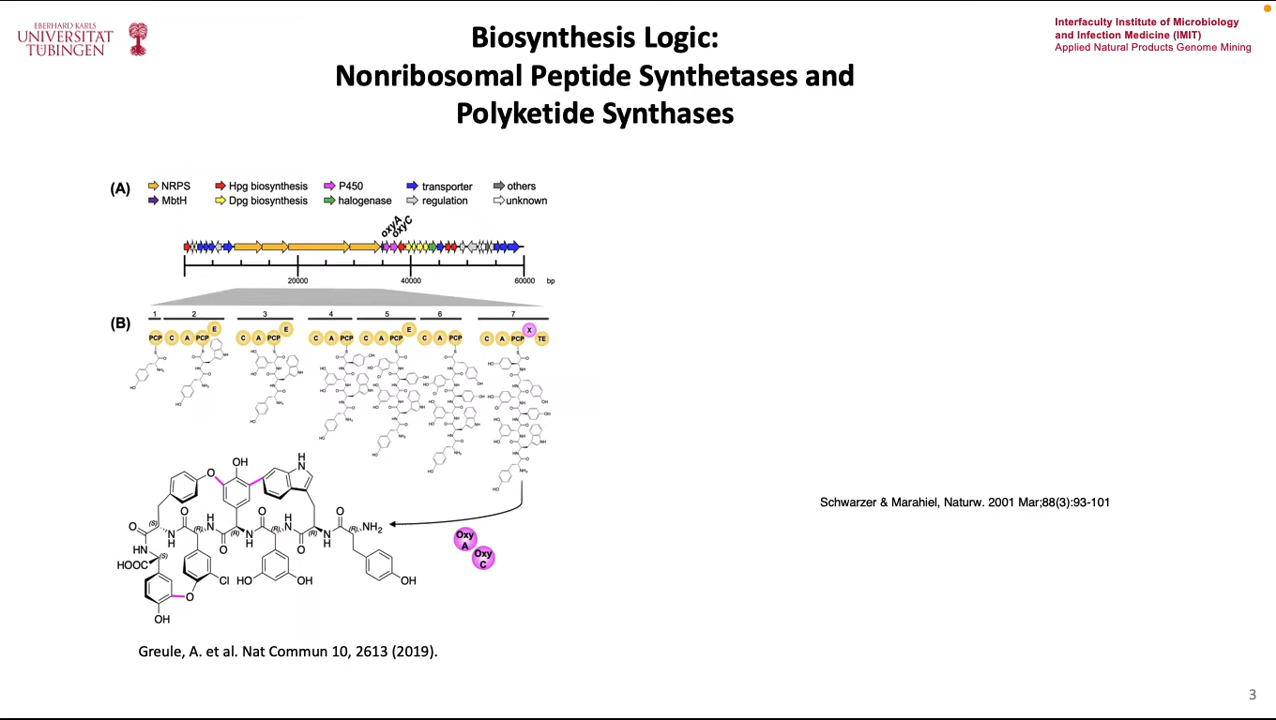 EBERHARD KARLS
UNIVERSITÄT
TÜBINGEN
Biosynthesis Logic:
Nonribosomal Peptide Synthetases and
Polyketide Synthases
Interfaculty Institute of Microbiology
and Infection Medicine (IMIT)
Applied Natural Products Genome Mining
(A)
NRPS Hpg biosynthesis P450 transporter others
MbtH Dpg biosynthesis halogenase regulation unknown
oxyA
oxyC
20000 40000 60000 bp
(B)
1 2 3 4 5 6 7
E E E X
PCP C A PCP C A PCP C A PCP C A PCP C A PCP C A PCP TE
OH
H
N
O
O O H N O H N O NH2
(S) (R) (R) (R) (R) (R)
N H O N H O N H
HN
HOOC (S)
Cl HO OH OH
O
OH
Oxy
A
Oxy
C
Schwarzer & Marahiel, Naturw. 2001 Mar;88(3):93-101
Greule, A. et al. Nat Commun 10, 2613 (2019).
3